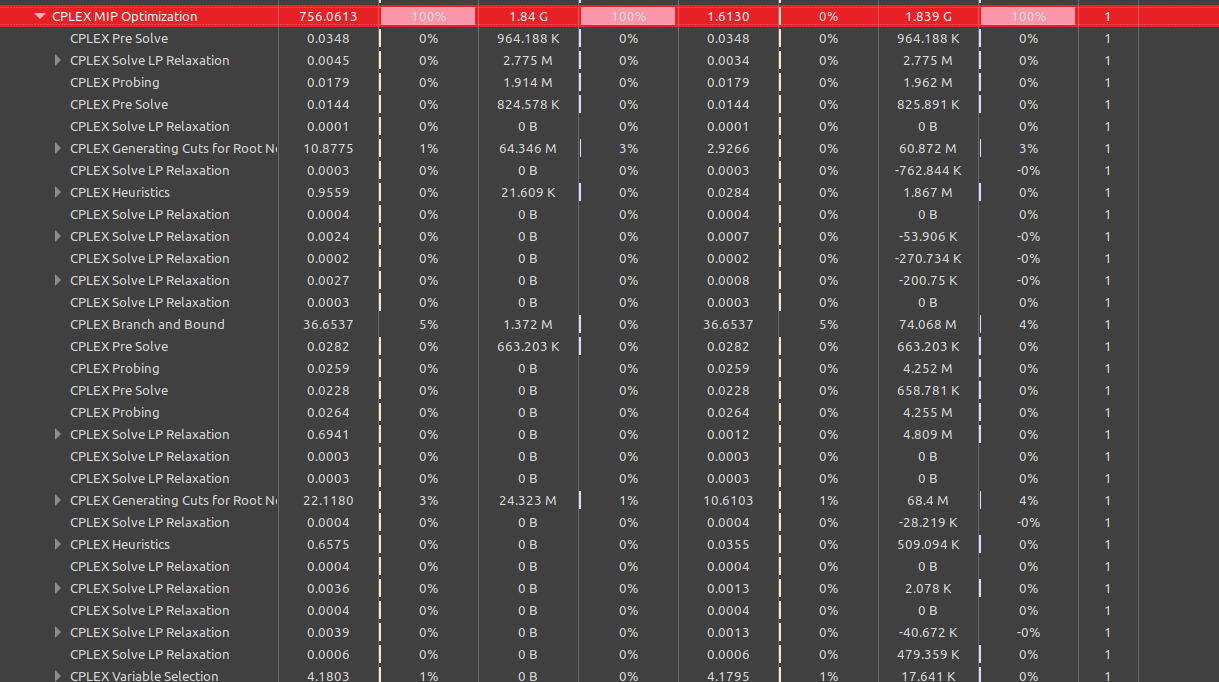 CPLEX MIP Optimization 756.0613 100% 1.84 G 100% 1.6130 0% 1.839 G 100% 1
CPLEX Pre Solve 0.0348 0% 964.188 K 0% 0.0348 0% 964.188 K 0% 1
CPLEX Solve LP Relaxation 0.0045 0% 2.775 M 0% 0.0034 0% 2.775 M 0% 1
CPLEX Probing 0.0179 0% 1.914 M 0% 0.0179 0% 1.962 M 0% 1
CPLEX Pre Solve 0.0144 0% 824.578 K 0% 0.0144 0% 825.891 K 0% 1
CPLEX Solve LP Relaxation 0.0001 0% 0 B 0% 0.0001 0% 0 B 0% 1
CPLEX Generating Cuts for Root N 10.8775 1% 64.346 M 3% 2.9266 0% 60.872 M 3% 1
CPLEX Solve LP Relaxation 0.0003 0% 0 B 0% 0.0003 0% -762.844 K -0% 1
CPLEX Heuristics 0.9559 0% 21.609 K 0% 0.0284 0% 1.867 M 0% 1
CPLEX Solve LP Relaxation 0.0004 0% 0 B 0% 0.0004 0% 0 B 0% 1
CPLEX Solve LP Relaxation 0.0024 0% 0 B 0% 0.0007 0% -53.906 K -0% 1
CPLEX Solve LP Relaxation 0.0002 0% 0 B 0% 0.0002 0% -270.734 K -0% 1
CPLEX Solve LP Relaxation 0.0027 0% 0 B 0% 0.0008 0% -200.75 K -0% 1
CPLEX Solve LP Relaxation 0.0003 0% 0 B 0% 0.0003 0% 0 B 0% 1
CPLEX Branch and Bound 36.6537 5% 1.372 M 0% 36.6537 5% 74.068 M 4% 1
CPLEX Pre Solve 0.0282 0% 663.203 K 0% 0.0282 0% 663.203 K 0% 1
CPLEX Probing 0.0259 0% 0 B 0% 0.0259 0% 4.252 M 0% 1
CPLEX Pre Solve 0.0228 0% 0 B 0% 0.0228 0% 658.781 K 0% 1
CPLEX Probing 0.0264 0% 0 B 0% 0.0264 0% 4.255 M 0% 1
CPLEX Solve LP Relaxation 0.6941 0% 0 B 0% 0.0012 0% 4.809 M 0% 1
CPLEX Solve LP Relaxation 0.0003 0% 0 B 0% 0.0003 0% 0 B 0% 1
CPLEX Solve LP Relaxation 0.0003 0% 0 B 0% 0.0003 0% 0 B 0% 1
CPLEX Generating Cuts for Root N 22.1180 3% 24.323 M 1% 10.6103 1% 68.4 M 4% 1
CPLEX Solve LP Relaxation 0.0004 0% 0 B 0% 0.0004 0% -28.219 K -0% 1
CPLEX Heuristics 0.6575 0% 0 B 0% 0.0355 0% 509.094 K 0% 1
CPLEX Solve LP Relaxation 0.0004 0% 0 B 0% 0.0004 0% 0 B 0% 1
CPLEX Solve LP Relaxation 0.0036 0% 0 B 0% 0.0013 0% 2.078 K 0% 1
CPLEX Solve LP Relaxation 0.0004 0% 0 B 0% 0.0004 0% 0 B 0% 1
CPLEX Solve LP Relaxation 0.0039 0% 0 B 0% 0.0013 0% -40.672 K -0% 1
CPLEX Solve LP Relaxation 0.0006 0% 0 B 0% 0.0006 0% 479.359 K 0% 1
CPLEX Variable Selection 4.1803 1% 0 B 0% 4.1795 1% 17.641 K 0% 1